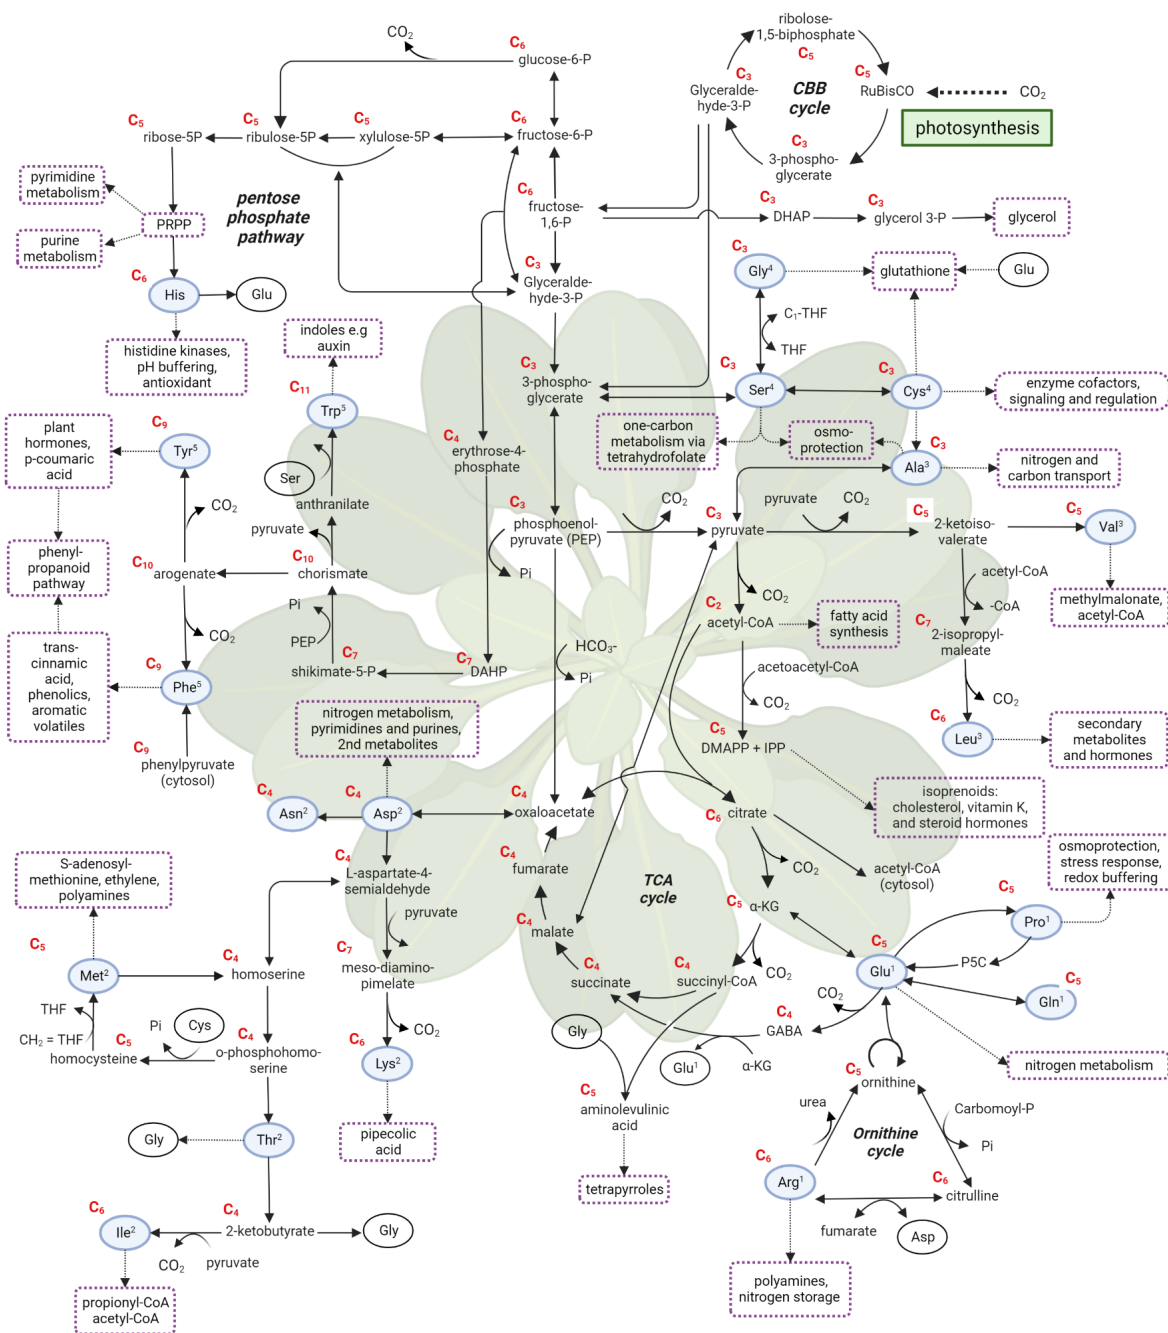 ribolose-
1,5-biphosphate
C5
CO2
C6
glucose-6-P
C3
Glyceralde-
hyde-3-P
CBB
cycle
C5
RuBisCO
CO2
photosynthesis
C3
3-phospho-
glycerate
C5
ribose-5P
C5
ribulose-5P
C5
xylulose-5P
C6
fructose-6-P
pyrimidine
metabolism
PRPP
purine
metabolism
pentose
phosphate
pathway
C6
fructose-
1,6-P
C3
DHAP
C3
glycerol 3-P
glycerol
C6
His
Glu
C3
Glyceralde-
hyde-3-P
C3
Gly4
glutathione
Glu
C1-THF
THF
histidine kinases,
pH buffering,
antioxidant
indoles e.g
auxin
C11
Trp5
C3
3-phospho-
glycerate
C3
Ser4
C3
Cys4
enzyme cofactors,
signaling and regulation
one-carbon
metabolism via
tetrahydrofolate
osmo-
protection
C3
Ala3
nitrogen and
carbon transport
plant
hormones,
p-coumaric
acid
C9
Tyr5
Ser
anthranilate
C4
erythrose-4-
phosphate
CO2
pyruvate
C10
chorismate
C3
phosphoenol-
pyruvate (PEP)
Pi
CO2
C3
pyruvate
pyruvate
CO2
C5
2-ketoiso-
valerate
C5
Val3
phenyl-
propanoid
pathway
C10
arogenate
CO2
Pi
PEP
acetyl-CoA
-CoA
methylmalonate,
acetyl-CoA
CO2
C2
acetyl-CoA
fatty acid
synthesis
C7
2-isopropyl-
maleate
trans-
cinnamic
acid,
phenolics,
aromatic
volatiles
C9
Phe5
C7
shikimate-5-P
C7
DAHP
HCO3-
Pi
acetoacetyl-CoA
CO2
CO2
C6
Leu3
secondary
metabolites
and hormones
nitrogen metabolism,
pyrimidines and purines,
2nd metabolites
C5
DMAPP + IPP
C9
phenylpyruvate
(cytosol)
isoprenoids:
cholesterol, vitamin K,
and steroid hormones
C4
Asn2
C4
Asp2
C4
oxaloacetate
C6
citrate
CO2
acetyl-CoA
(cytosol)
osmoprotection,
stress response,
redox buffering
S-adenosyl-
methionine, ethylene,
polyamines
C4
L-aspartate-4-
semialdehyde
pyruvate
C4
fumarate
TCA
cycle
C5
α-KG
C5
Pro1
P5C
C4
malate
C5
Glu1
C5
Gln1
C5
Met2
C4
homoserine
C7
meso-diamino-
pimelate
C4
succinate
C4
succinyl-CoA
CO2
CO2
C4
GABA
α-KG
Glu1
nitrogen metabolism
THF
CH2 = THF
C5
homocysteine
Pi
Cys
C4
o-phosphohomo-
serine
CO2
C6
Lys2
Gly
C5
aminolevulinic
acid
C5
ornithine
urea
Carbomoyl-P
Pi
Ornithine
cycle
Gly
Thr2
pipecolic
acid
tetrapyrroles
C6
Arg1
C6
citrulline
fumarate
Asp
C6
Ile2
C4
2-ketobutyrate
Gly
CO2
pyruvate
propionyl-CoA
acetyl-CoA
polyamines,
nitrogen storage